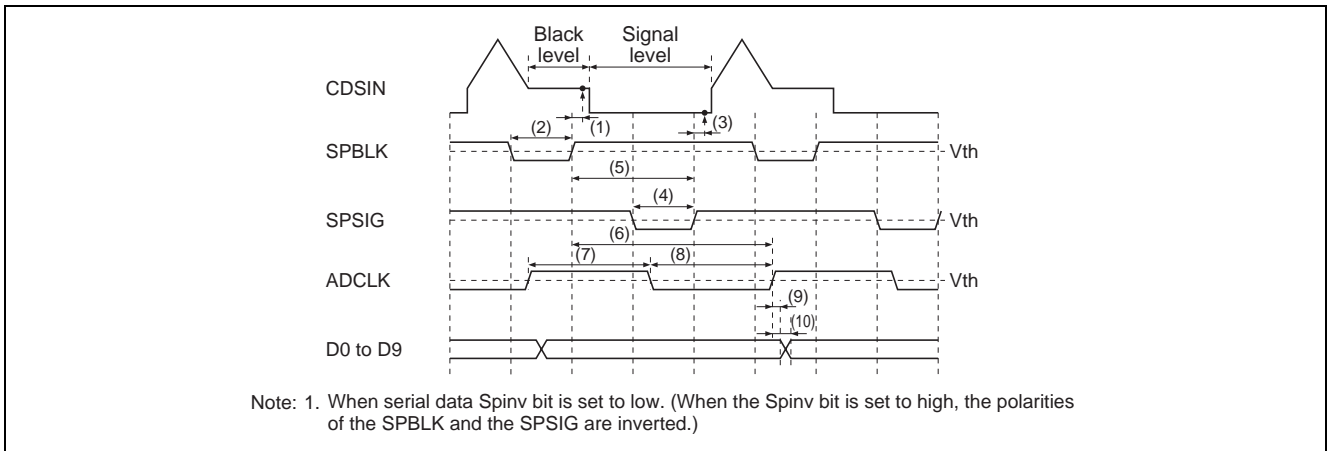 Black level
Signal level
CDSIN
(1)
(3)
(2)
SPBLK
Vth
(5)
(4)
SPSIG
Vth
(6)
(7)
(8)
ADCLK
Vth
(9)
(10)
D0 to D9
Note: 1. When serial data Spinv bit is set to low. (When the Spinv bit is set to high, the polarities
of the SPBLK and the SPSIG are inverted.)